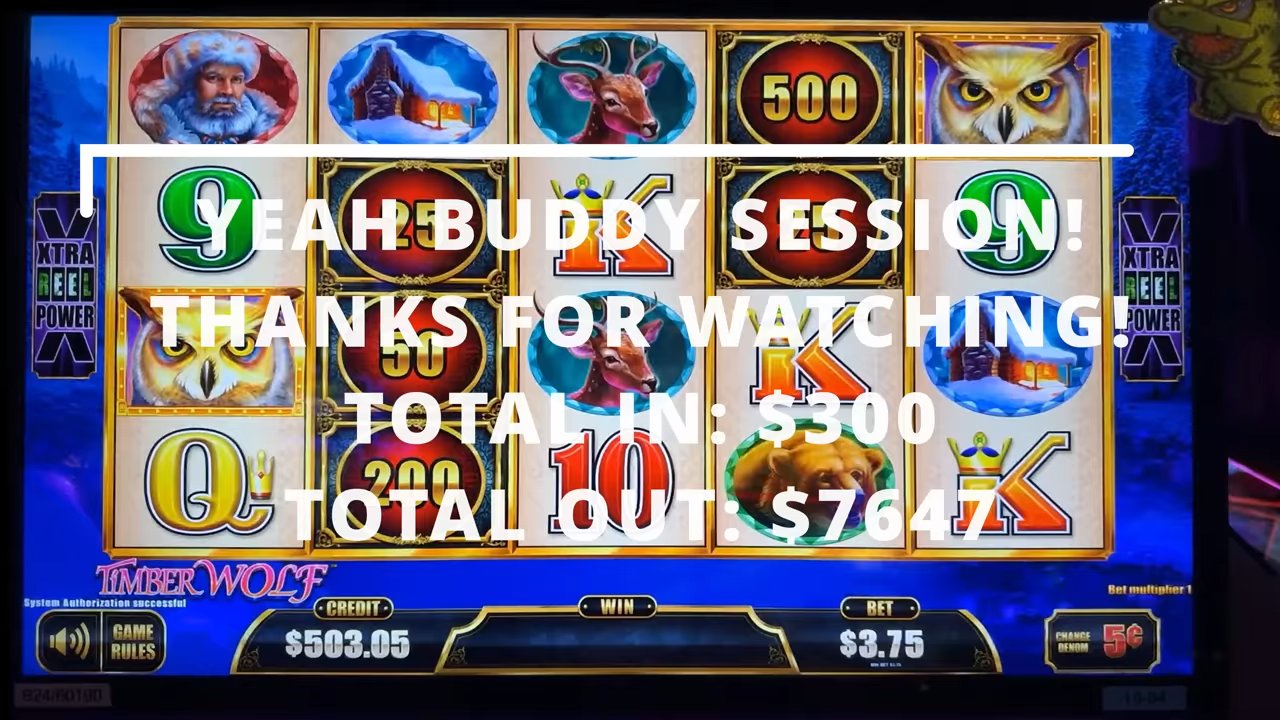 500
9 25 K 25 9
YEAH BUDDY SESSION!
XTRA REEL POWER
XTRA REEL POWER
THANKS FOR WATCHING!
50 K
TOTAL IN: $300
Q 200 10 K
TOTAL OUT: $7647
TIMBER WOLF
System Authorization successful
Bet multiplier 1
GAME RULES
CREDIT
$503.05
WIN
BET
$3.75
CHANGE DENOM 5¢